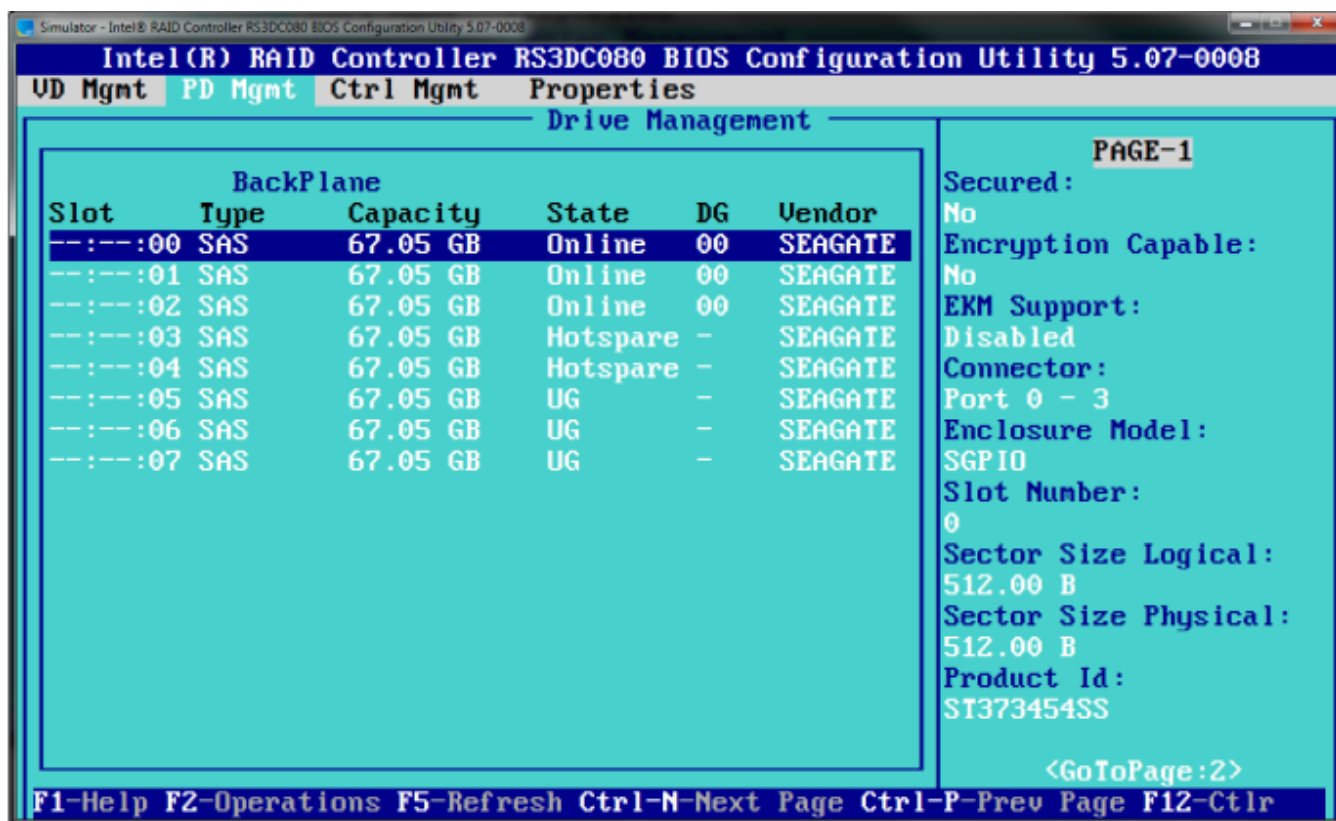 Simulator - Intel® RAID Controller RS3DC080 BIOS Configuration Utility 5.07-0008
Intel(R) RAID Controller RS3DC080 BIOS Configuration Utility 5.07-0008
VD Mgmt PD Mgmt Ctrl Mgmt Properties
Drive Management
BackPlane
Slot Type Capacity State DG Vendor
--:--:00 SAS 67.05 GB Online 00 SEAGATE
--:--:01 SAS 67.05 GB Online 00 SEAGATE
--:--:02 SAS 67.05 GB Online 00 SEAGATE
--:--:03 SAS 67.05 GB Hotspare - SEAGATE
--:--:04 SAS 67.05 GB Hotspare - SEAGATE
--:--:05 SAS 67.05 GB UG - SEAGATE
--:--:06 SAS 67.05 GB UG - SEAGATE
--:--:07 SAS 67.05 GB UG - SEAGATE
PAGE-1
Secured:
No
Encryption Capable:
No
EKM Support:
Disabled
Connector:
Port 0 - 3
Enclosure Model:
SGPIO
Slot Number:
0
Sector Size Logical:
512.00 B
Sector Size Physical:
512.00 B
Product Id:
ST373454SS
<GoToPage:2>
F1-Help F2-Operations F5-Refresh Ctrl-N-Next Page Ctrl-P-Prev Page F12-Ctlr